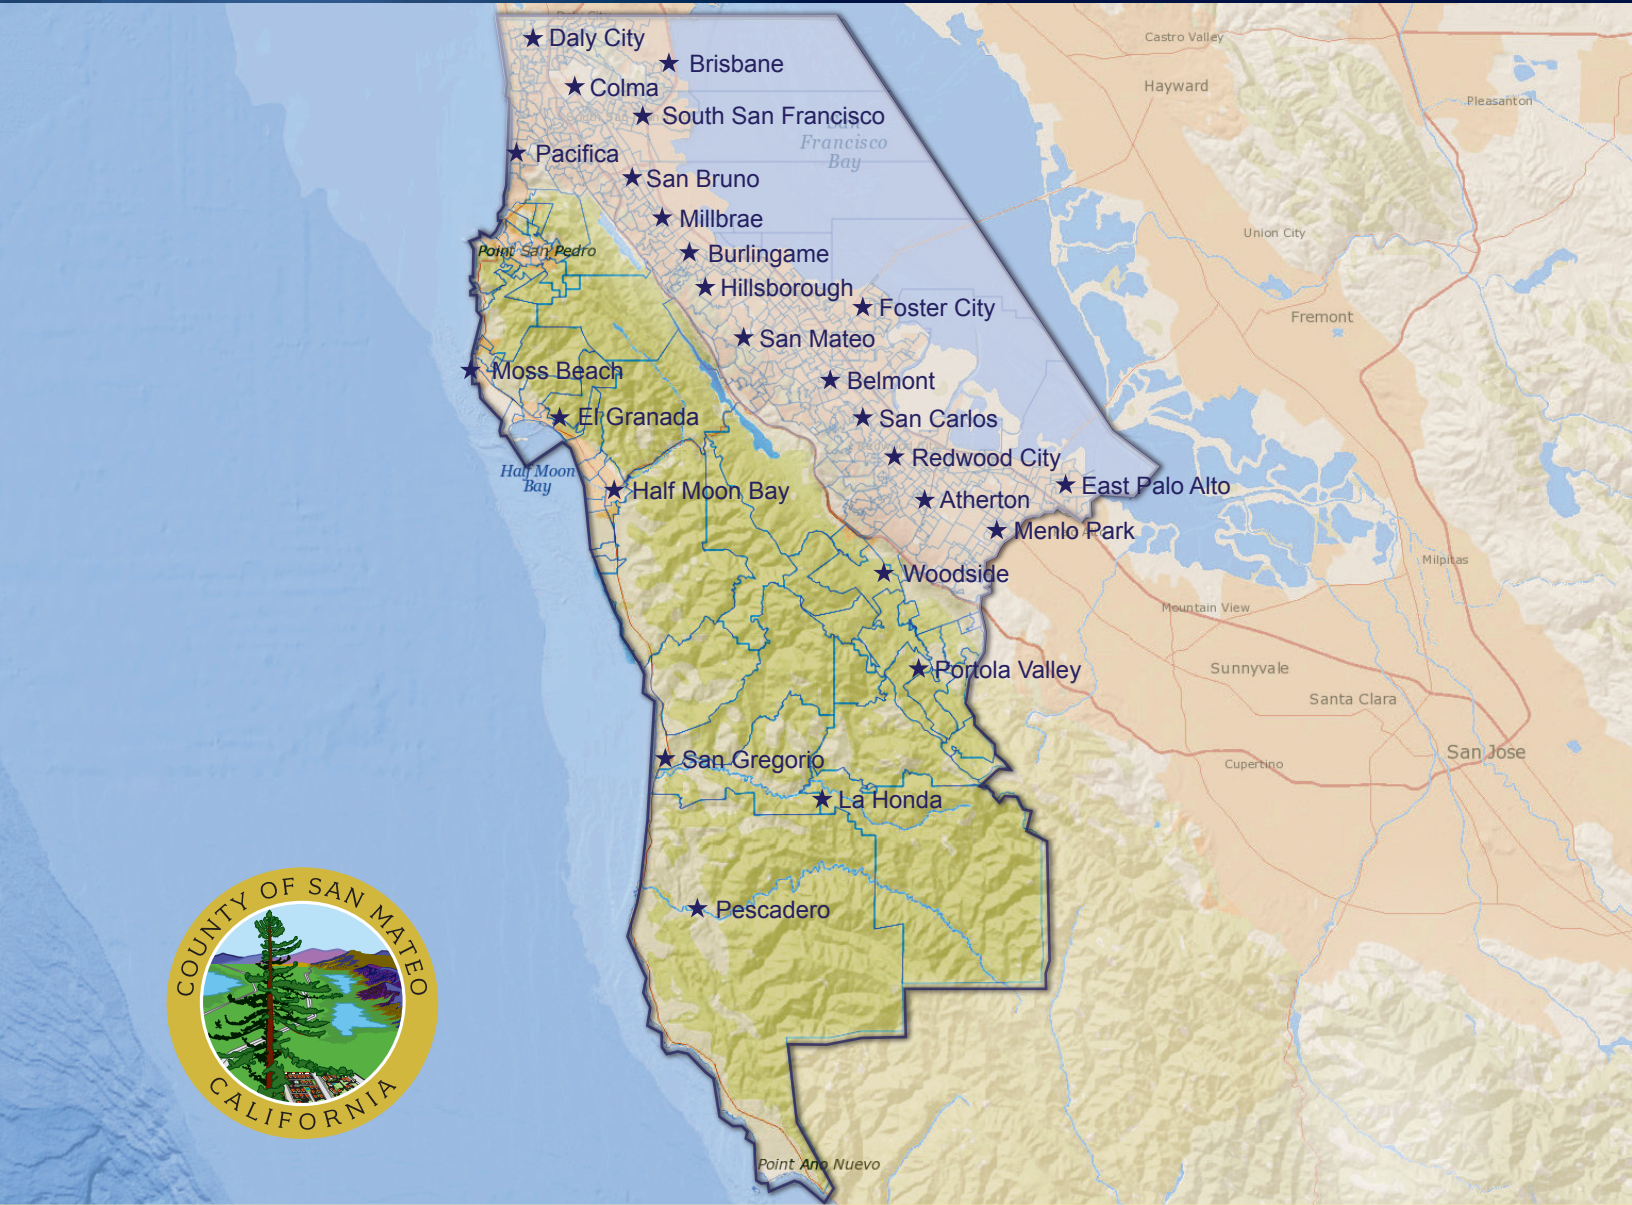 Daly City
Daly City
Brisbane
Colma
South San Francisco
San
Francisco
Bay
Pacifica
San Bruno
Millbrae
Point San Pedro
Burlingame
Hillsborough
Foster City
San Mateo
Moss Beach
Belmont
El Granada
San Carlos
Redwood City
Half Moon
Bay
Half Moon Bay
East Palo Alto
Atherton
Menlo Park
Woodside
Portola Valley
San Gregorio
La Honda
Pescadero
Point Ano Nuevo
Castro Valley
Hayward
Pleasanton
Union City
Fremont
Milpitas
Mountain View
Sunnyvale
Santa Clara
San Jose
Cupertino
COUNTY OF SAN MATEO
CALIFORNIA